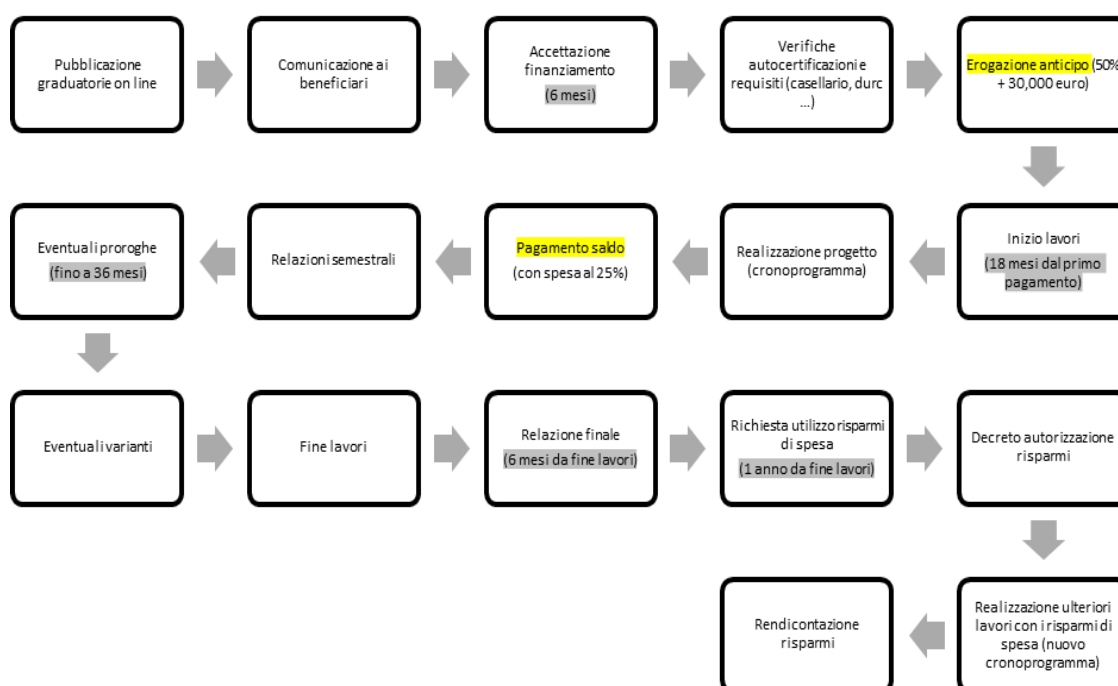 Pubblicazione
graduatorie on line
Comunicazione ai
beneficiari
Accettazione
finanziamento
(6 mesi)
Verifiche
autocertificazioni e
requisiti (casellario, durc
...)
Erogazione anticipo (50%
+ 30,000 euro)
Inizio lavori
(18 mesi dal primo
pagamento)
Realizzazione progetto
(cronoprogramma)
Pagamento saldo
(con spesa al 25%)
Relazioni semestrali
Eventuali proroghe
(fino a 36 mesi)
Eventuali varianti
Fine lavori
Relazione finale
(6 mesi da fine lavori)
Richiesta utilizzo risparmi
di spesa
(1 anno da fine lavori)
Decreto autorizzazione
risparmi
Realizzazione ulteriori
lavori con i risparmi di
spesa (nuovo
cronoprogramma)
Rendicontazione
risparmi